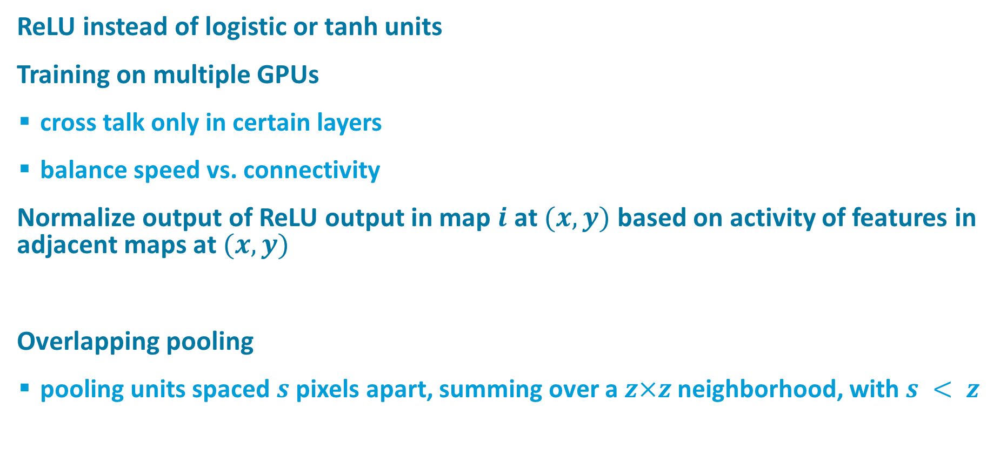 ReLU instead of logistic or tanh units
Training on multiple GPUs
▪ cross talk only in certain layers
▪ balance speed vs. connectivity
Normalize output of ReLU output in map i at (x, y) based on activity of features in
adjacent maps at (x, y)
Overlapping pooling
▪ pooling units spaced s pixels apart, summing over a z×z neighborhood, with s < z